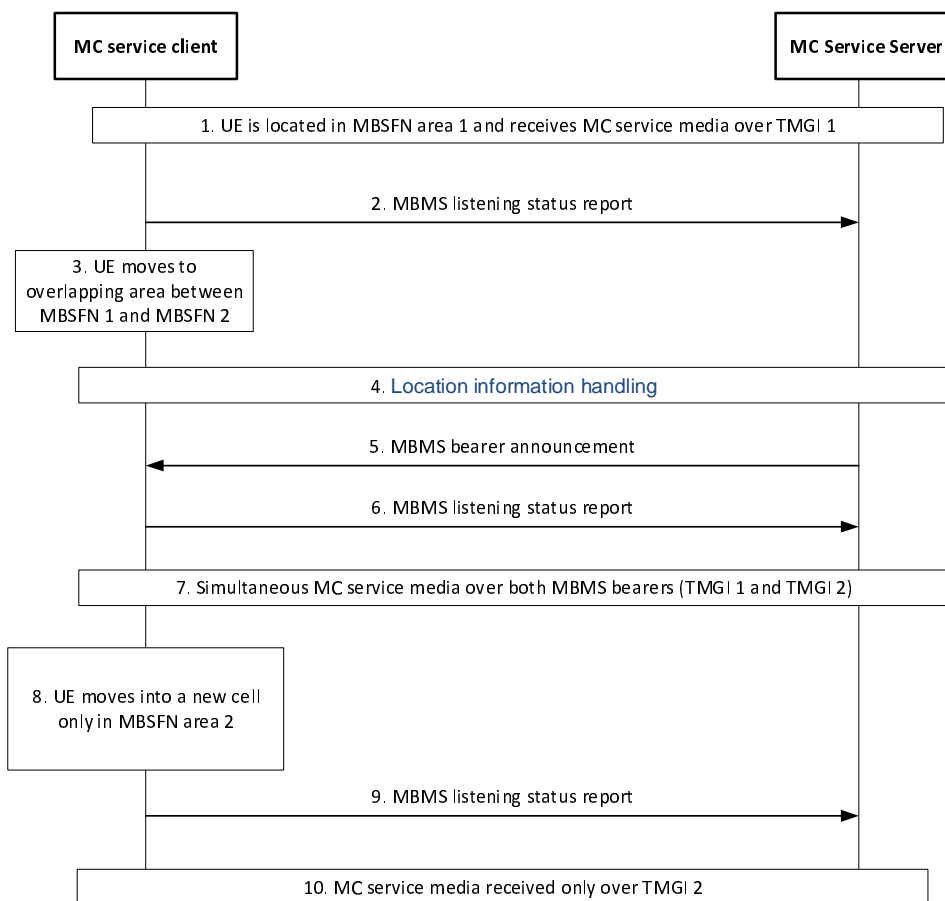 MC service client
MC Service Server
1. UE is located in MBSFN area 1 and receives MC service media over TMGI 1
2. MBMS listening status report
3. UE moves to
overlapping area between
MBSFN 1 and MBSFN 2
4. Location information handling
5. MBMS bearer announcement
6. MBMS listening status report
7. Simultaneous MC service media over both MBMS bearers (TMGI 1 and TMGI 2)
8. UE moves into a new cell
only in MBSFN area 2
9. MBMS listening status report
10. MC service media received only over TMGI 2